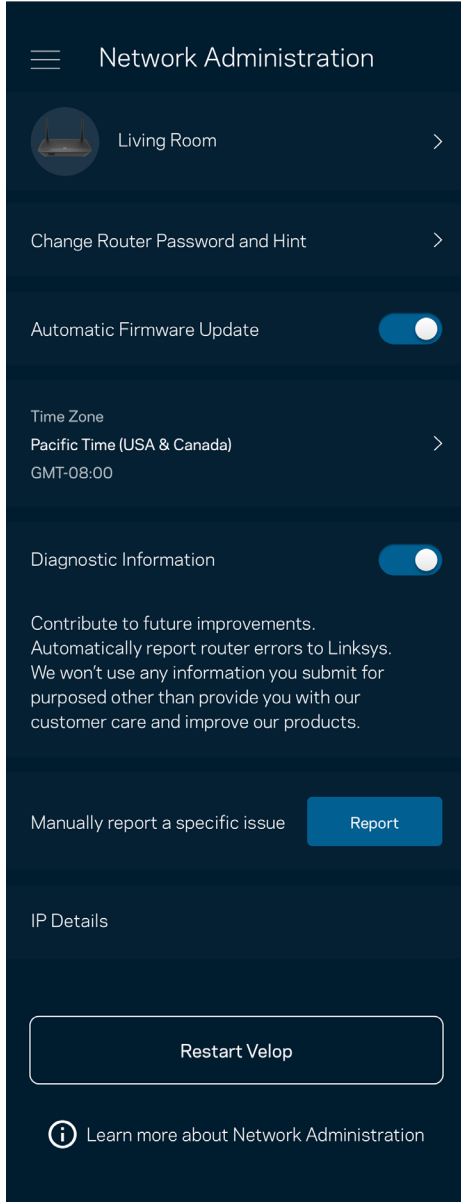 Network Administration
Living Room
Change Router Password and Hint
Automatic Firmware Update
Time Zone
Pacific Time (USA & Canada)
GMT-08:00
Diagnostic Information
Contribute to future improvements.
Automatically report router errors to Linksys.
We won't use any information you submit for
purposed other than provide you with our
customer care and improve our products.
Manually report a specific issue
Report
IP Details
Restart Velop
Learn more about Network Administration